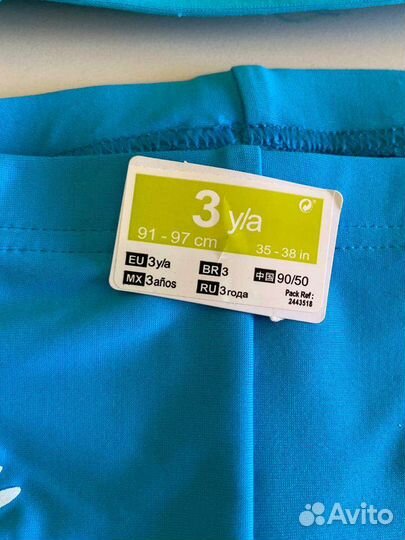 3 y/a
91 - 97 cm 35 - 38 in
EU 3 y/a BR 3 中国 90/50
MX 3 años RU 3 года Pack Ref :
2443518
Avito